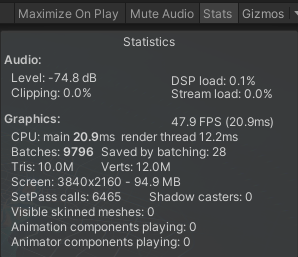 Maximize On Play Mute Audio Stats Gizmos
Statistics
Audio:
Level: -74.8 dB DSP load: 0.1%
Clipping: 0.0% Stream load: 0.0%
Graphics: 47.9 FPS (20.9ms)
CPU: main 20.9ms render thread 12.2ms
Batches: 9796 Saved by batching: 28
Tris: 10.0M Verts: 12.0M
Screen: 3840x2160 - 94.9 MB
SetPass calls: 6465 Shadow casters: 0
Visible skinned meshes: 0
Animation components playing: 0
Animator components playing: 0